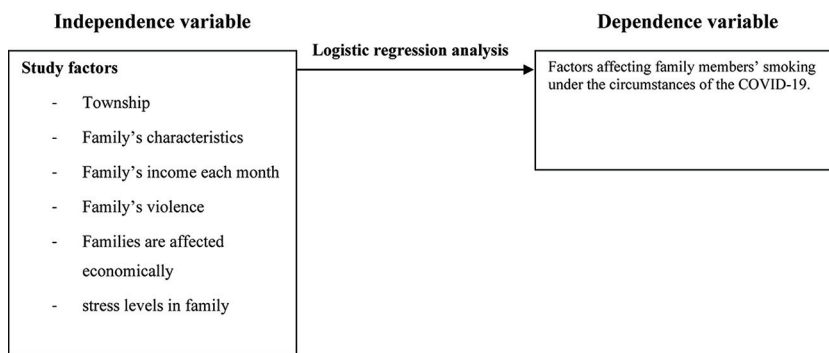 Independence variable
Study factors
- Township
- Family's characteristics
- Family's income each month
- Family's violence
- Families are affected
economically
- stress levels in family
Logistic regression analysis
Dependence variable
Factors affecting family members' smoking
under the circumstances of the COVID-19.